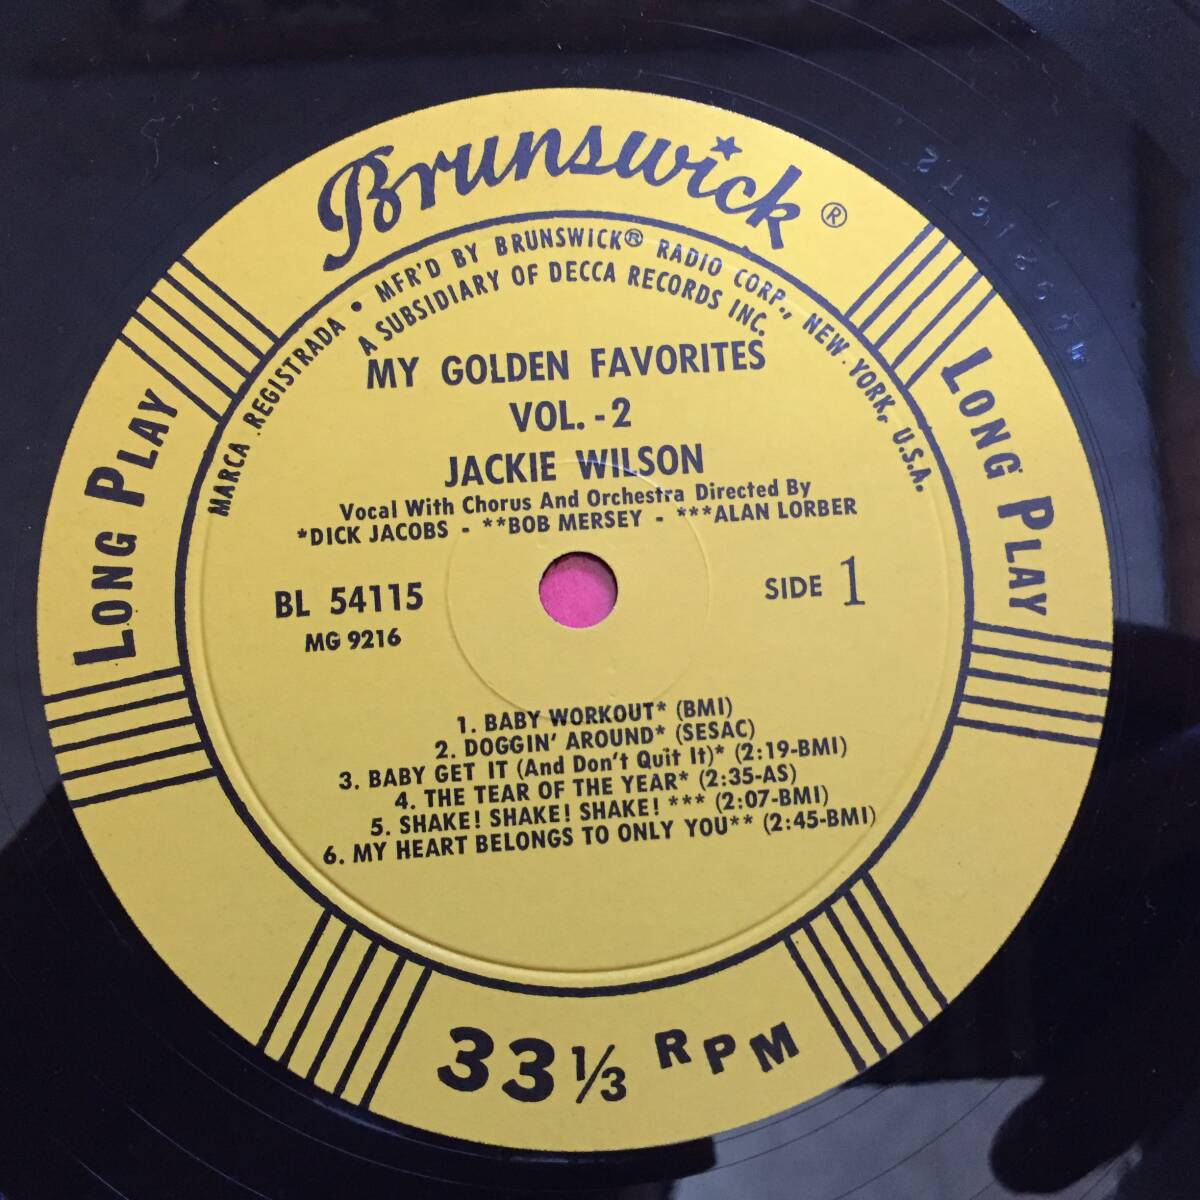 Brunswick ®
MARCA REGISTRADA • MFR'D BY BRUNSWICK® RADIO CORP., NEW YORK, U.S.A.
A SUBSIDIARY OF DECCA RECORDS INC.
MY GOLDEN FAVORITES
VOL. - 2
JACKIE WILSON
Vocal With Chorus And Orchestra Directed By
*DICK JACOBS - **BOB MERSEY - ***ALAN LORBER
LONG PLAY
LONG PLAY
BL 54115
MG 9216
SIDE 1
1. BABY WORKOUT* (BMI)
2. DOGGIN' AROUND* (SESAC)
3. BABY GET IT (And Don't Quit It)* (2:19-BMI)
4. THE TEAR OF THE YEAR* (2:35-AS)
5. SHAKE! SHAKE! SHAKE! *** (2:07-BMI)
6. MY HEART BELONGS TO ONLY YOU** (2:45-BMI)
33 1/3 RPM